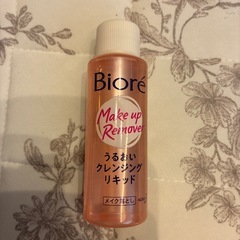 Bioré
Make up
Remover
うるおい
クレンジング
リキッド
メイク落とし